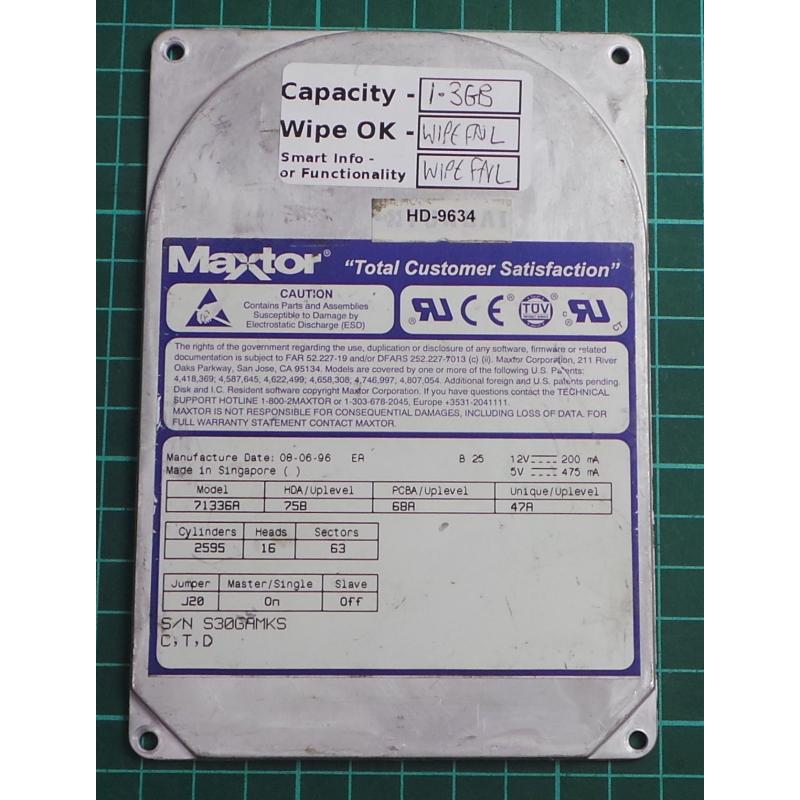 Capacity - 1.3GB
Wipe OK - WIPE FAIL
Smart Info -
or Functionality WIPE FAIL
HD-9634
Maxtor® "Total Customer Satisfaction"
CAUTION
Contains Parts and Assemblies
Susceptible to Damage by
Electrostatic Discharge (ESD)
TÜV
The rights of the government regarding the use, duplication or disclosure of any software, firmware or related
documentation is subject to FAR 52.227-19 and/or DFARS 252.227-7013 (c) (ii). Maxtor Corporation, 211 River
Oaks Parkway, San Jose, CA 95134. Models are covered by one or more of the following U.S. Patents:
4,418,369; 4,587,645; 4,622,499; 4,658,308; 4,746,997; 4,807,054. Additional foreign and U.S. patents pending.
Disk and I.C. Resident software copyright Maxtor Corporation. If you have questions contact the TECHNICAL
SUPPORT HOTLINE 1-800-2MAXTOR or 1-303-678-2045, Europe +3531-2041111.
MAXTOR IS NOT RESPONSIBLE FOR CONSEQUENTIAL DAMAGES, INCLUDING LOSS OF DATA. FOR
FULL WARRANTY STATEMENT CONTACT MAXTOR.
Manufacture Date: 08-06-96 ER B 25 12V 200 mA
Made in Singapore ( ) 5V 475 mA
Model HDA/Uplevel PCBA/Uplevel Unique/Uplevel
71336A 75B 68A 47A
Cylinders Heads Sectors
2595 16 63
Jumper Master/Single Slave
J20 On Off
S/N S30GAMKS
C,T,D